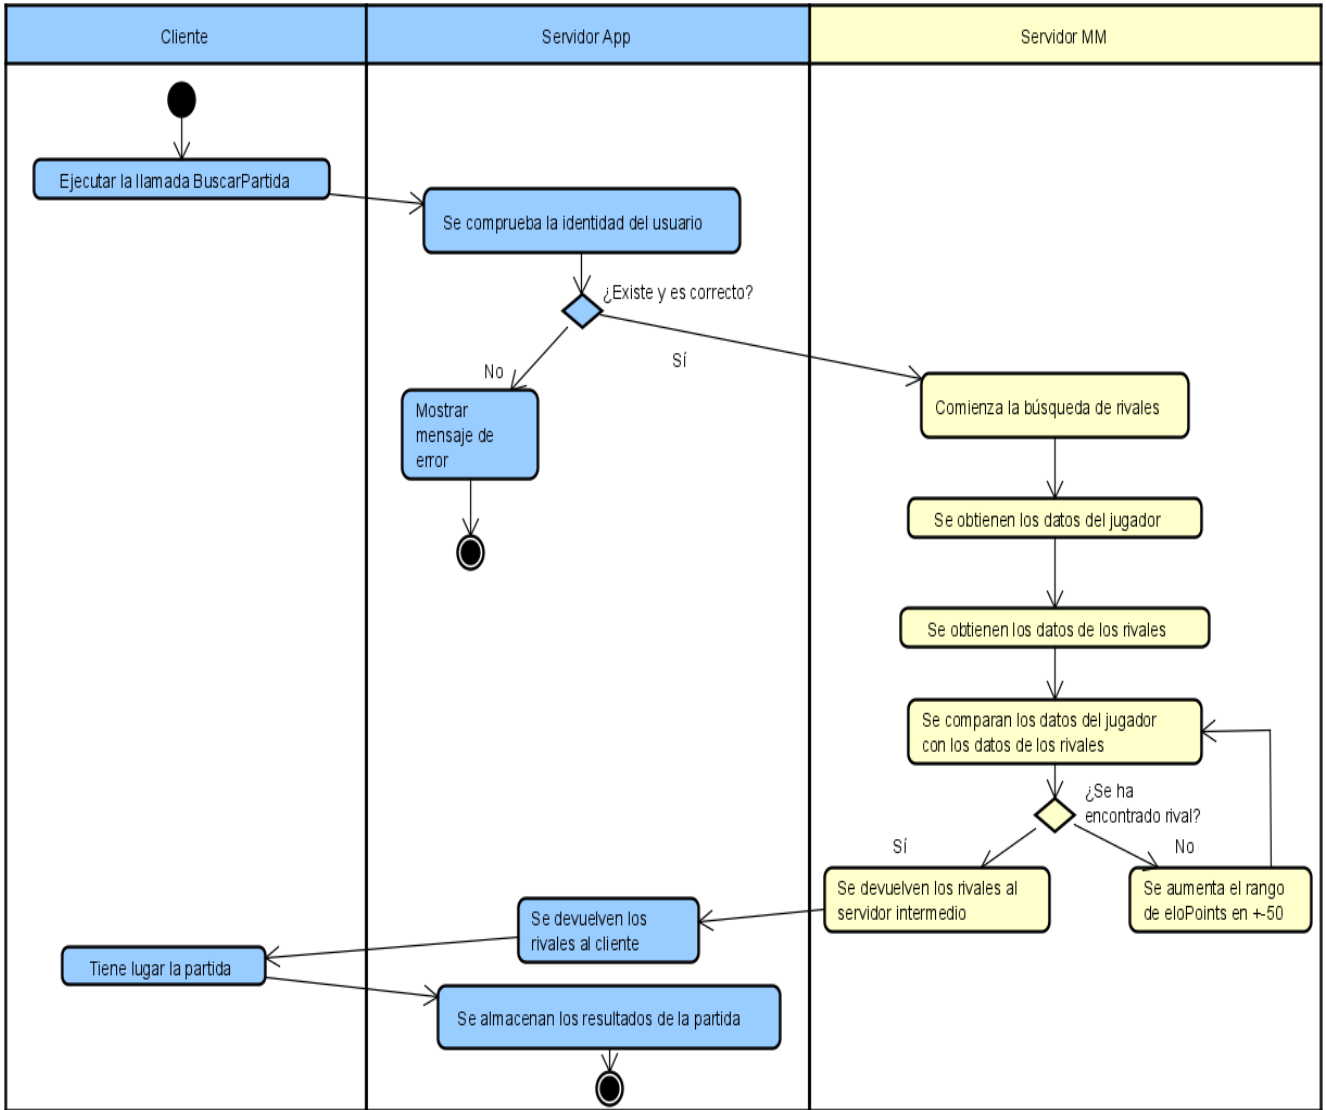 Cliente
Servidor App
Servidor MM
Ejecutar la llamada BuscarPartida
Se comprueba la identidad del usuario
¿Existe y es correcto?
No
Sí
Mostrar
mensaje de
error
Comienza la búsqueda de rivales
Se obtienen los datos del jugador
Se obtienen los datos de los rivales
Se comparan los datos del jugador
con los datos de los rivales
¿Se ha
encontrado rival?
Sí
No
Se devuelven los rivales al
servidor intermedio
Se aumenta el rango
de eloPoints en +-50
Se devuelven los
rivales al cliente
Tiene lugar la partida
Se almacenan los resultados de la partida